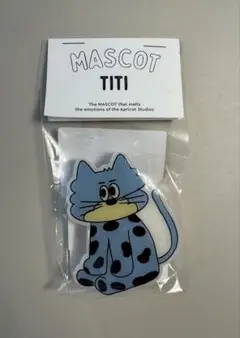 MASCOT
TITI
The MASCOT that melts
the emotions of the Apricot Studios